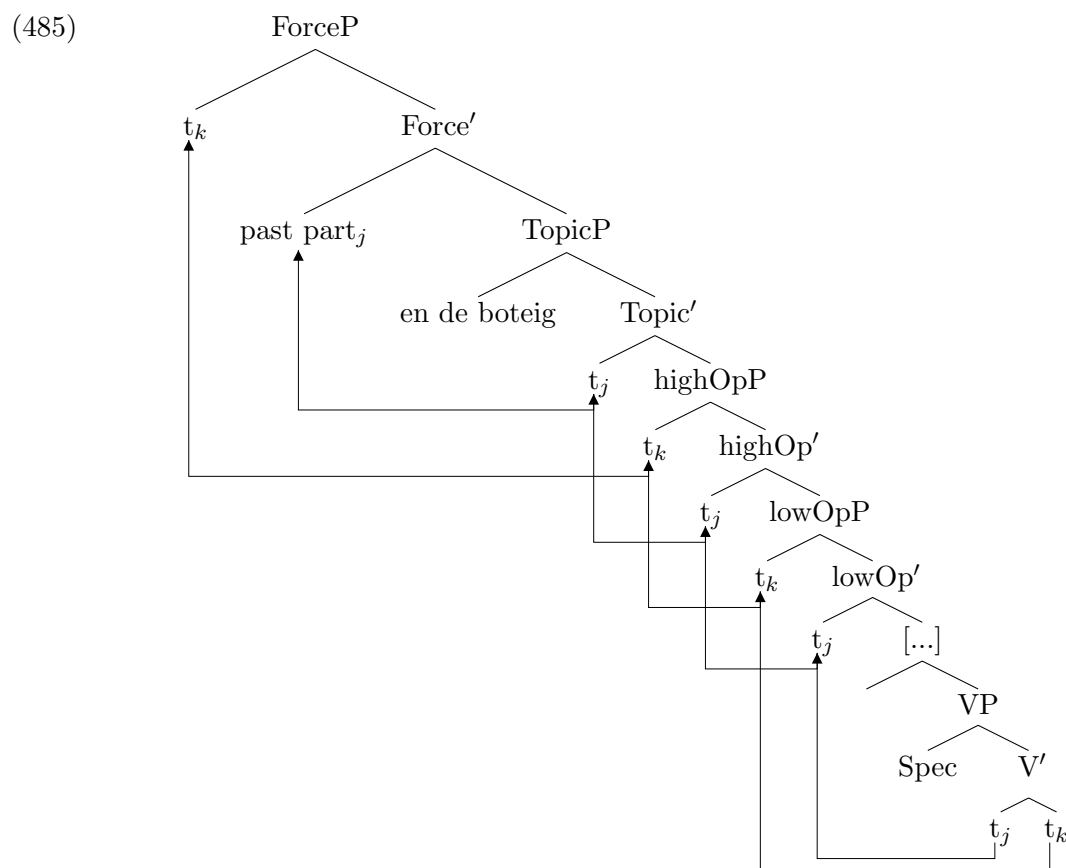 (485)
ForceP
t_k Force′
past part_j TopicP
en de boteig Topic′
t_j highOpP
t_k highOp′
t_j lowOpP
t_k lowOp′
t_j [...]
VP
Spec V′
t_j t_k